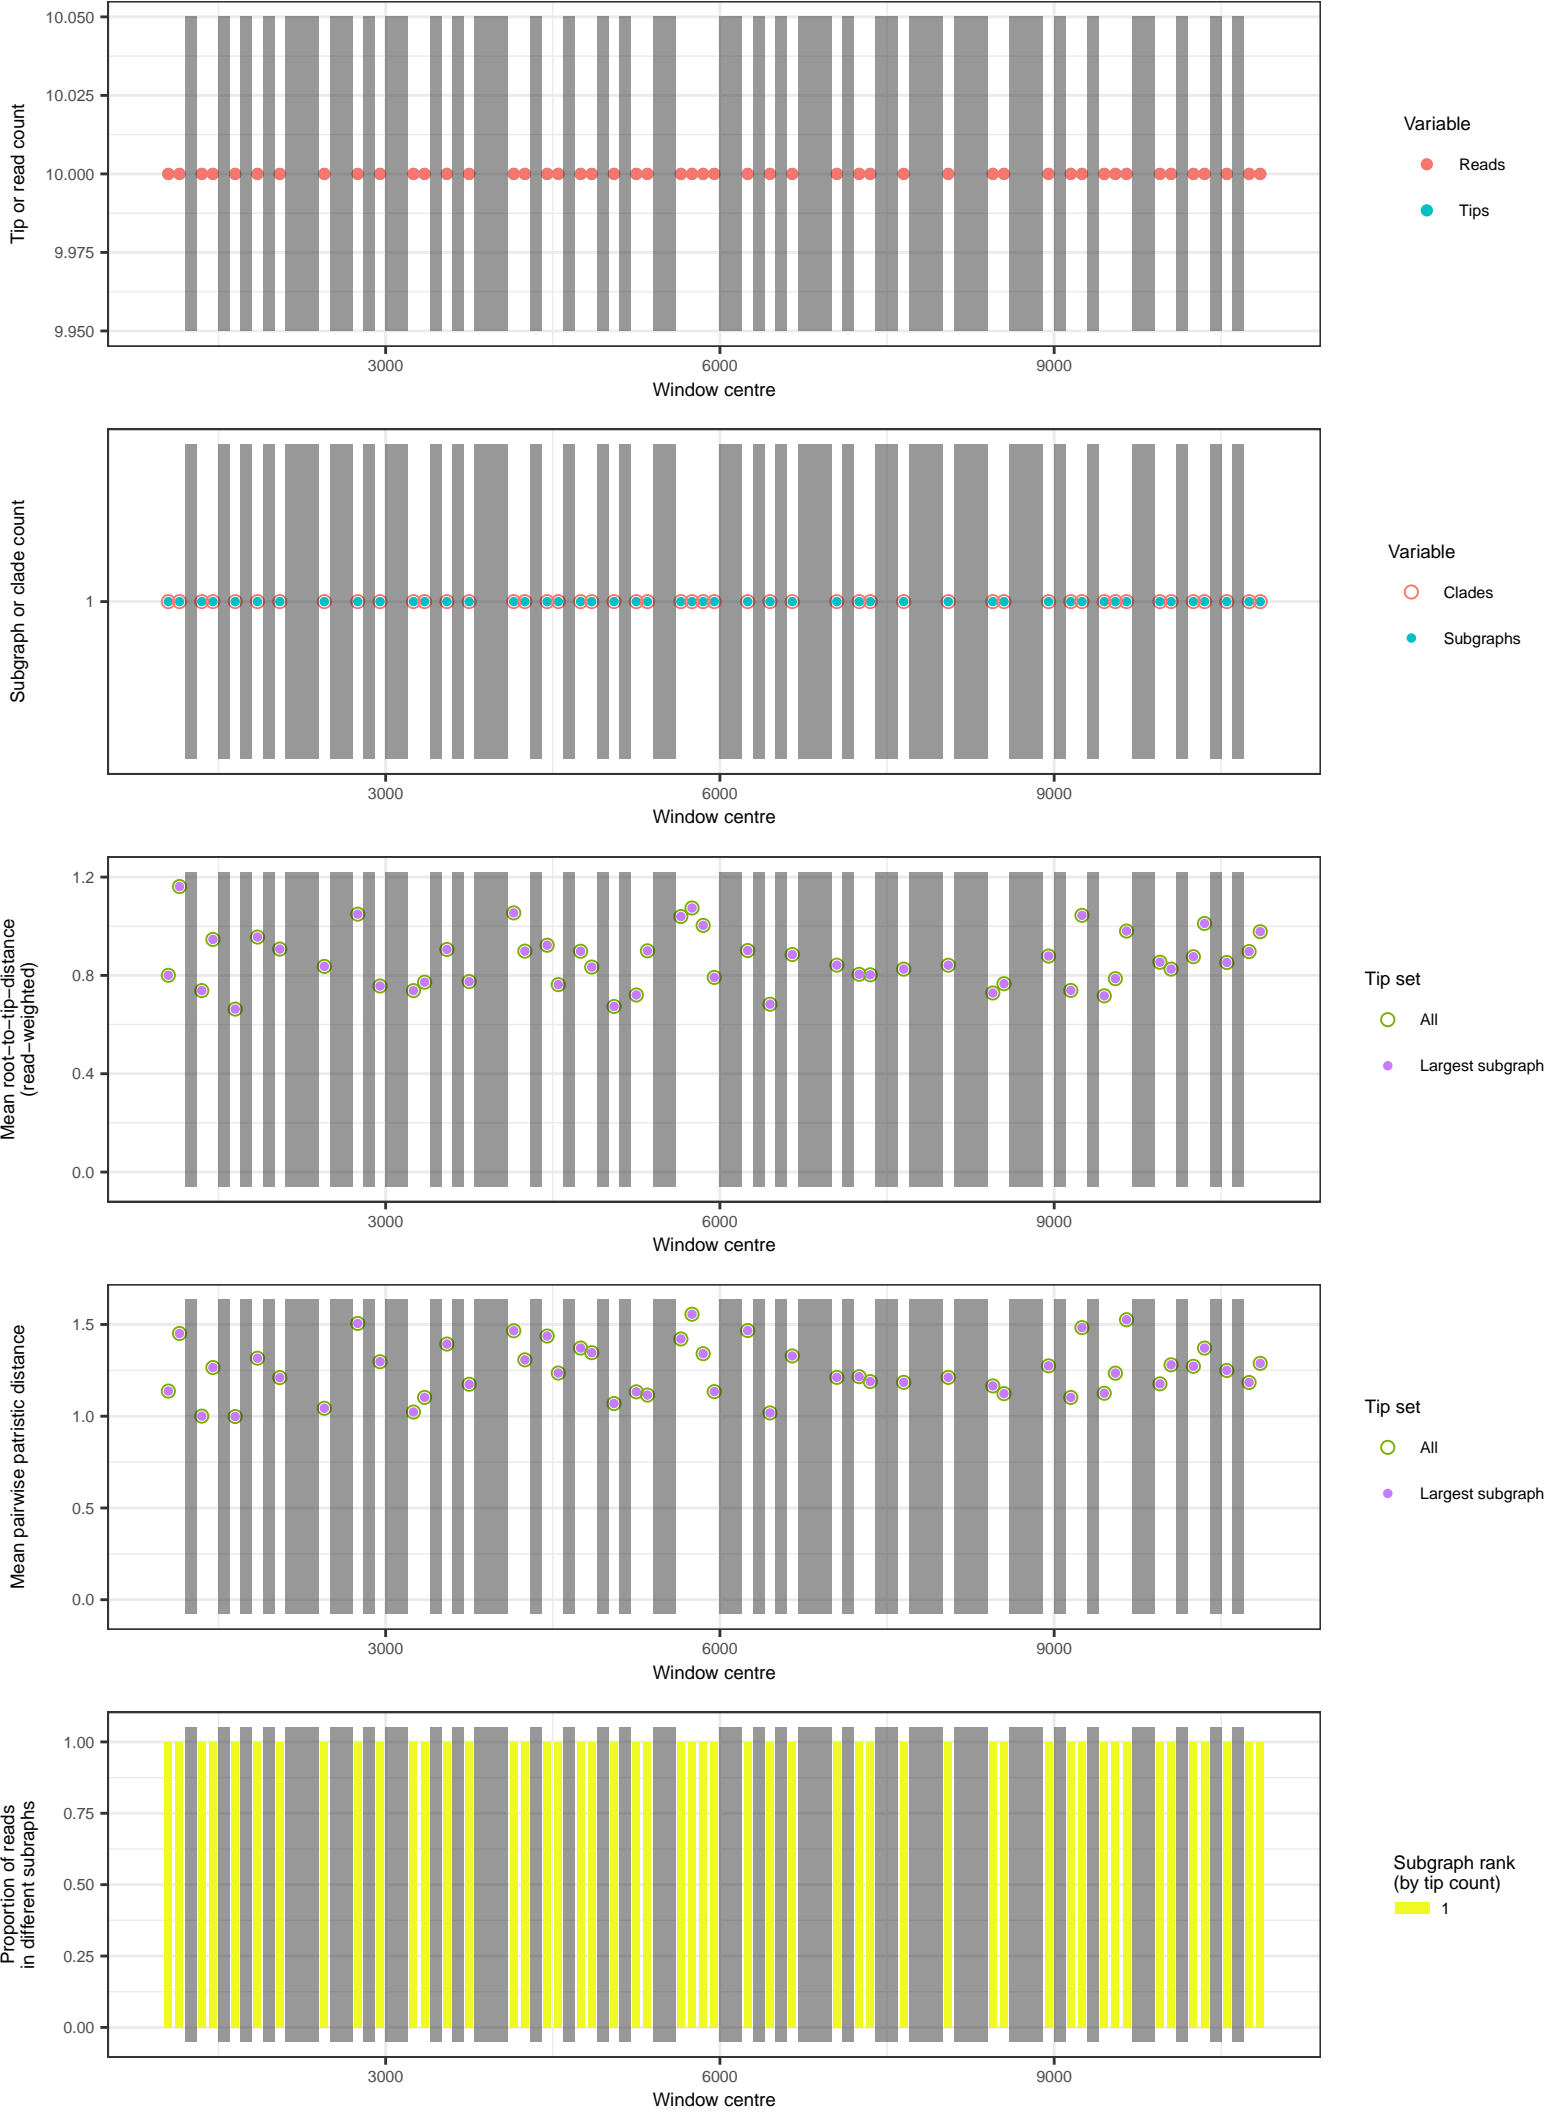 10.050
10.025
10.000
9.975
9.950
Tip or read count
3000
6000
9000
Window centre
Variable
Reads
Tips
1
Subgraph or clade count
3000
6000
9000
Window centre
Variable
Clades
Subgraphs
1.2
0.8
0.4
0.0
Mean root−to−tip−distance
(read−weighted)
3000
6000
9000
Window centre
Tip set
All
Largest subgraph
1.5
1.0
0.5
0.0
Mean pairwise patristic distance
3000
6000
9000
Window centre
Tip set
All
Largest subgraph
1.00
0.75
0.50
0.25
0.00
Proportion of reads
in different subraphs
3000
6000
9000
Window centre
Subgraph rank
(by tip count)
1